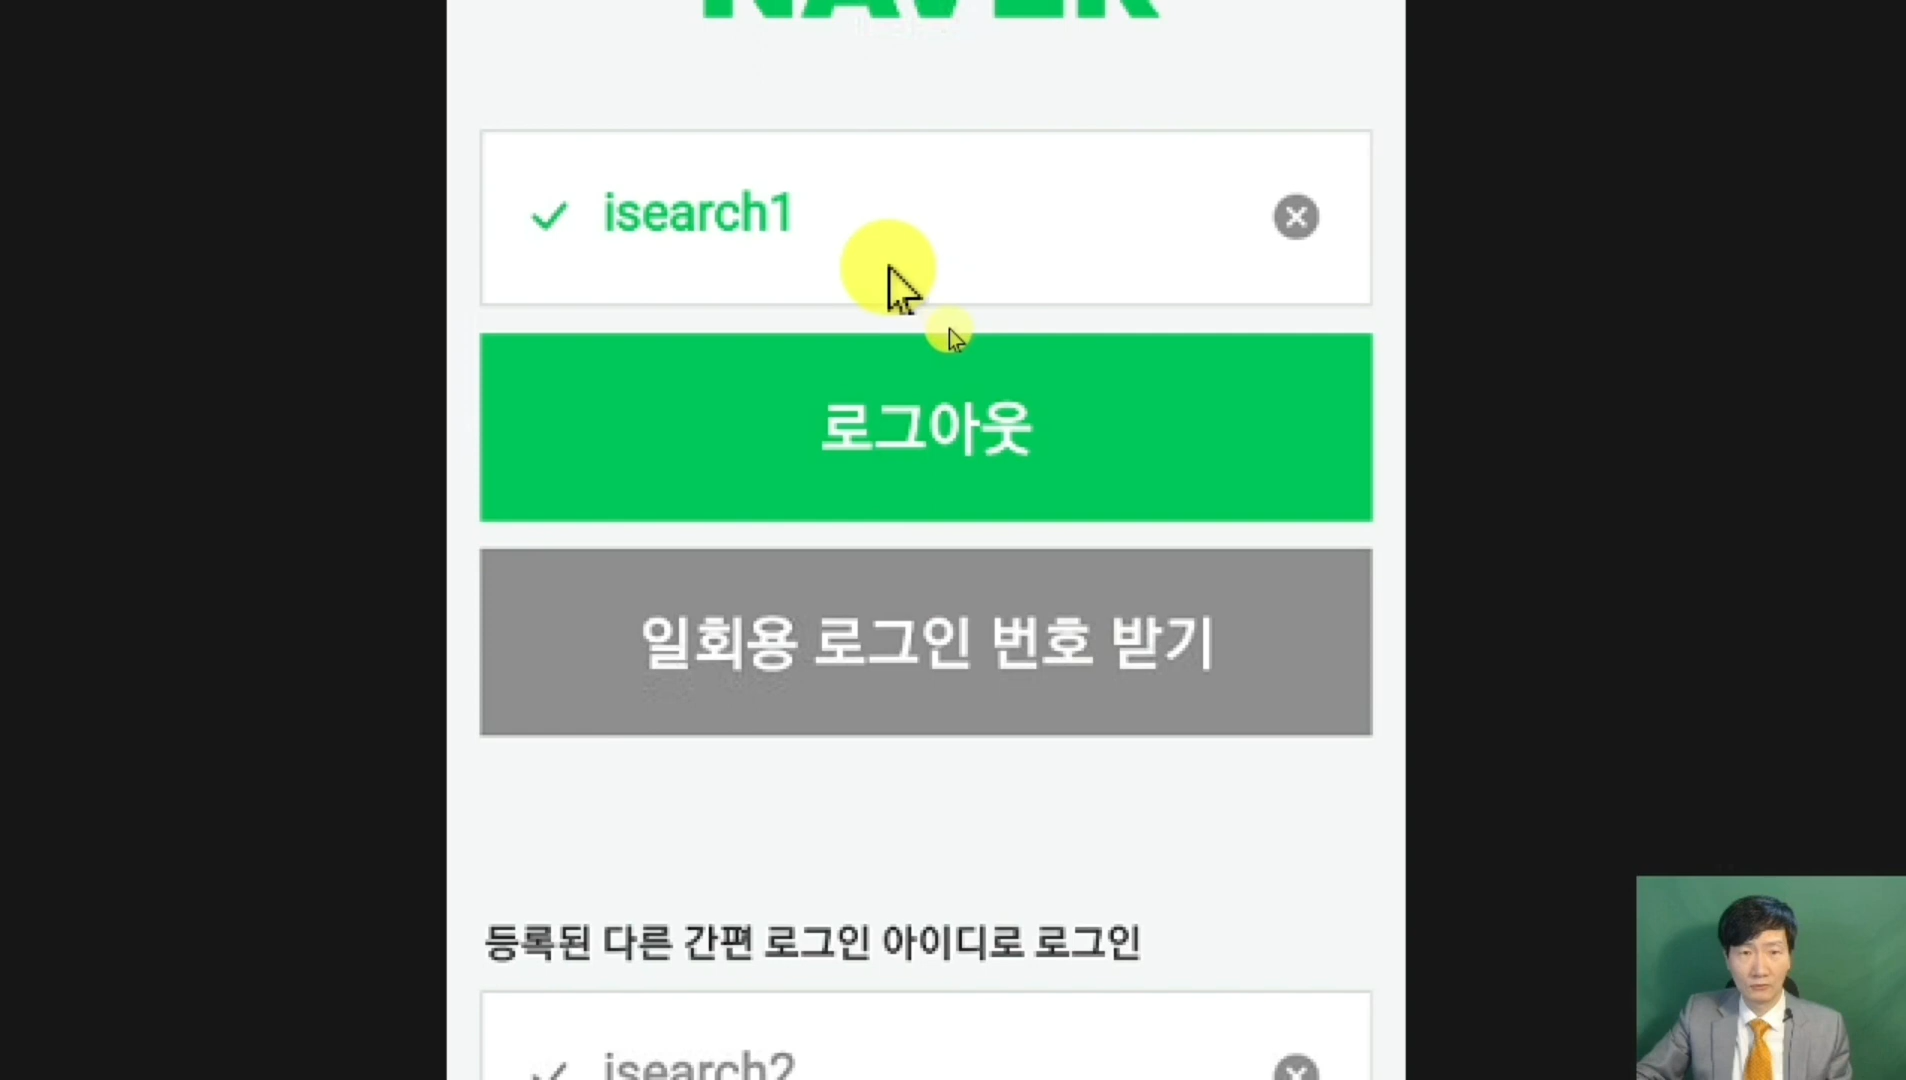 NAVER
isearch1
로그아웃
일회용 로그인 번호 받기
등록된 다른 간편 로그인 아이디로 로그인
isearch2